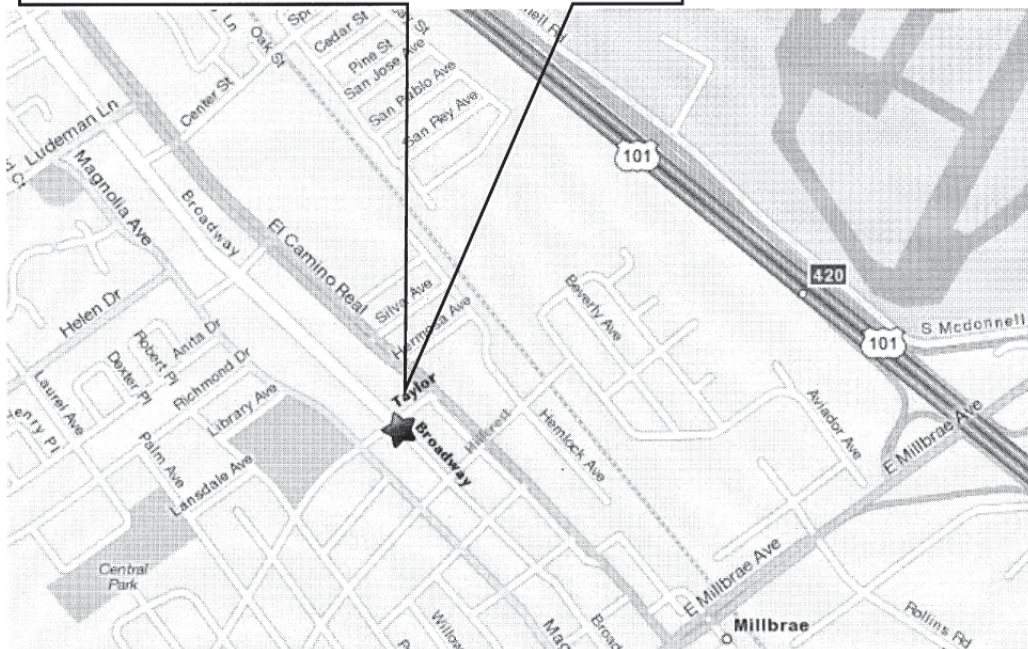 Cedar St
Pine St
San Jose Ave
San Pablo Ave
San Rey Ave
Oak St
Ln
Center St
Ludeman Ln
Magnolia Ave
Broadway
El Camino Real
Rd
101
420
S Mcdonnell
101
Silva Ave
Hermosa Ave
Beverly Ave
Helen Dr
Anita Dr
Robert Pl
Dexter Pl
Richmond Dr
Library Ave
Laurel Ave
Palm Ave
Lansdale Ave
Taylor
Broadway
Hillcrest
Hemlock Ave
Aviador Ave
E Millbrae Ave
Central
Park
E Millbrae Ave
Millbrae
Rollins Rd